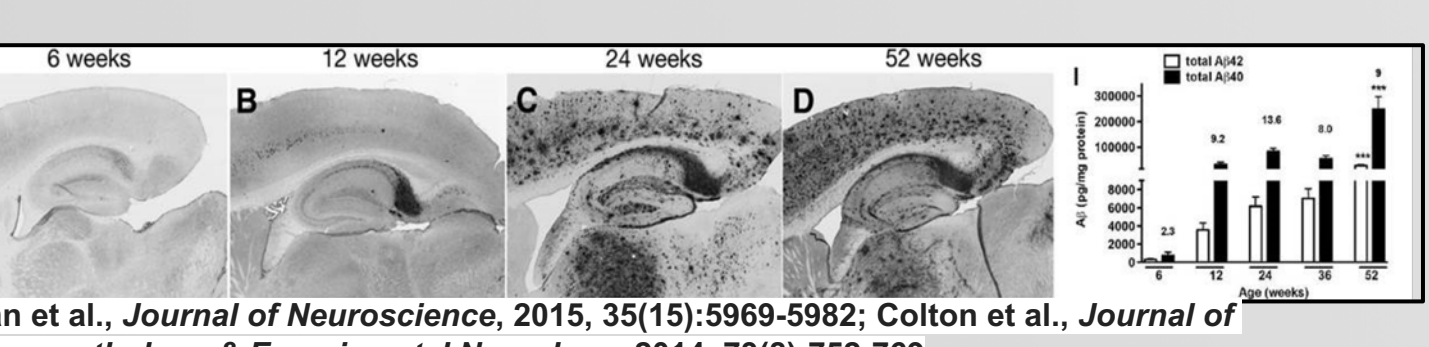 6 weeks
12 weeks
24 weeks
52 weeks
B
C
D
I
total Aβ42
total Aβ40
Aβ (pg/mg protein)
300000
200000
100000
8000
6000
4000
2000
0
2.3
9.2
13.6
8.0
***
9
***
6
12
24
36
52
Age (weeks)
et al., Journal of Neuroscience, 2015, 35(15):5969-5982; Colton et al., Journal of